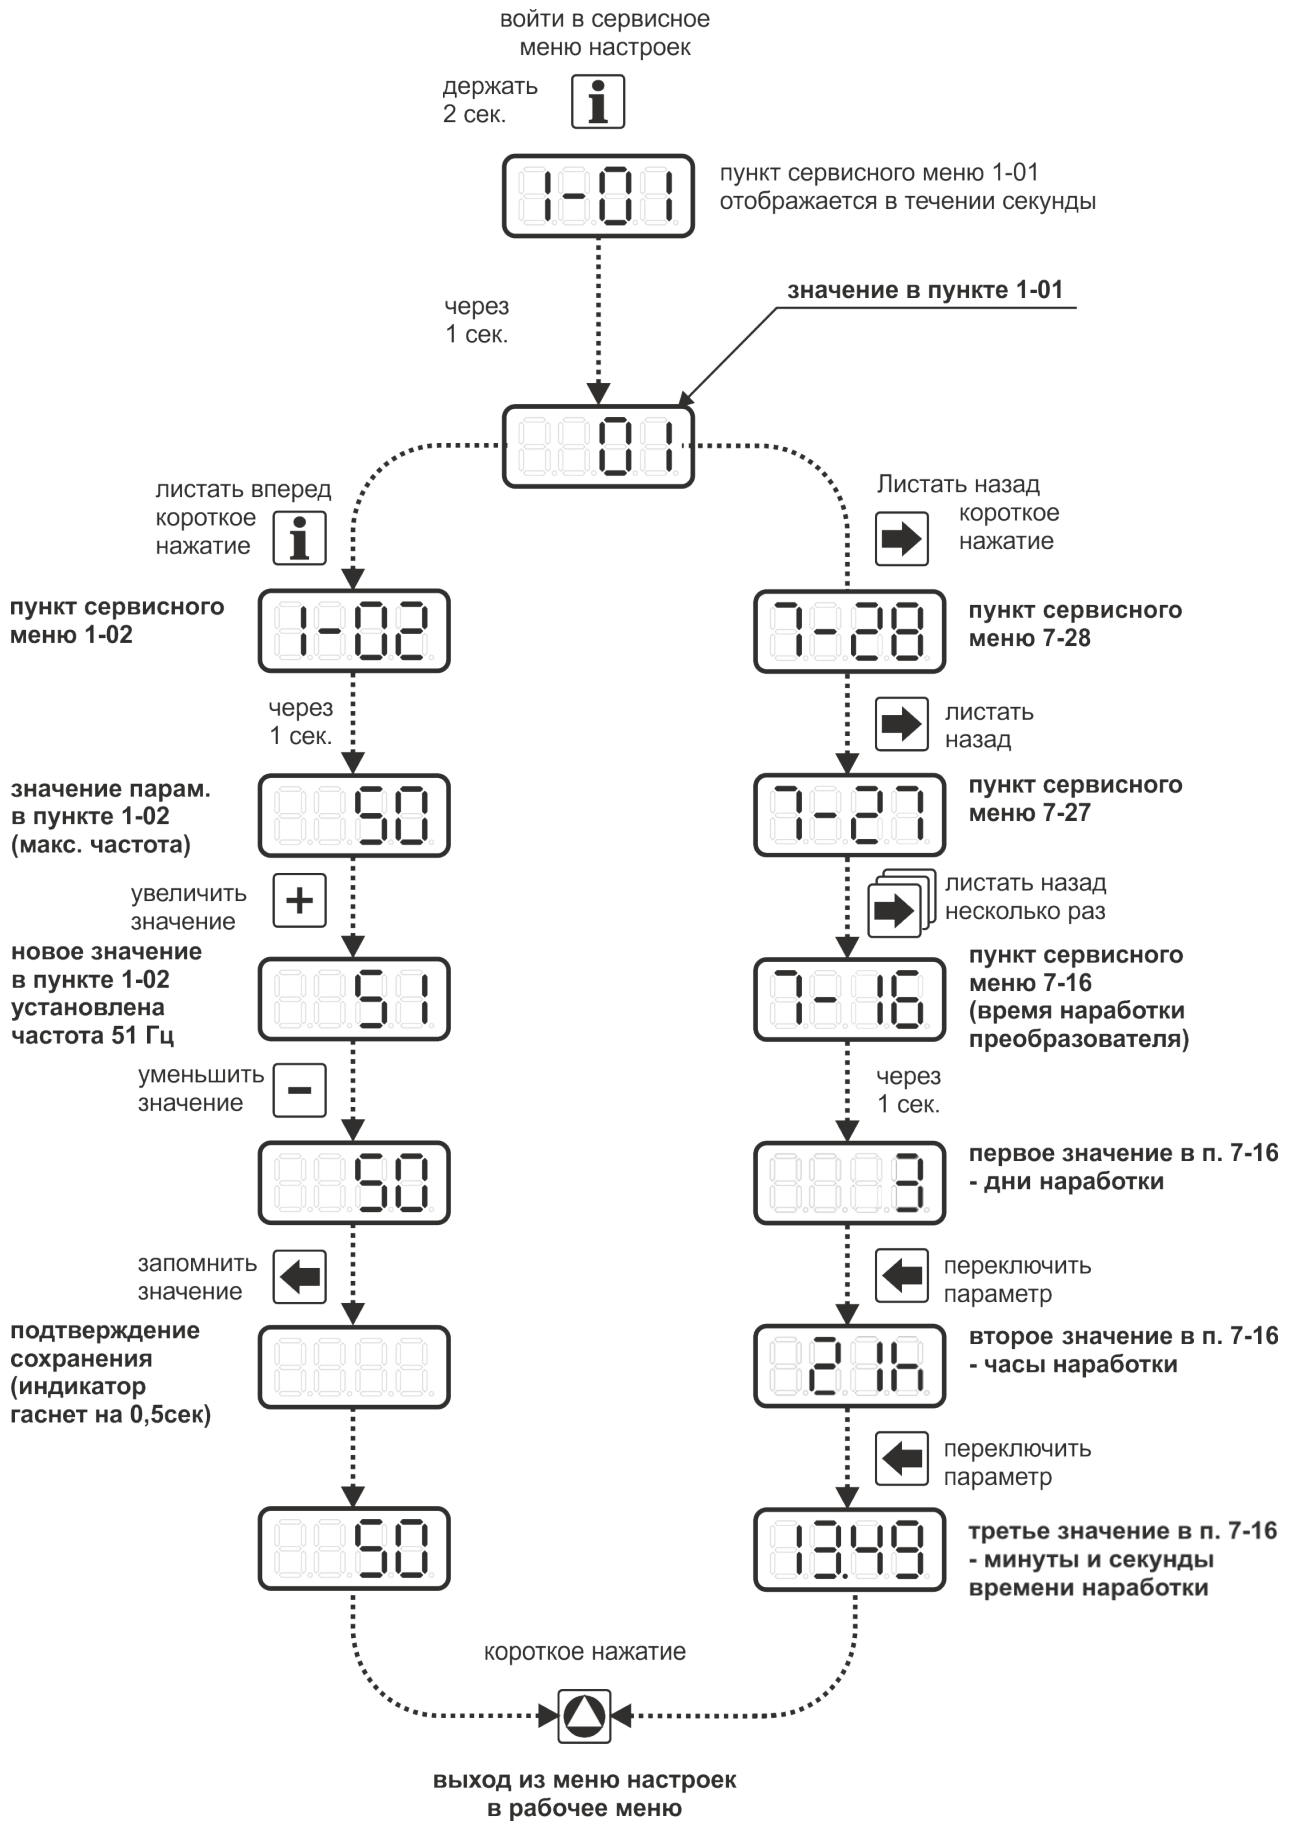 войти в сервисное
меню настроек
держать
2 сек.
i
1-01
пункт сервисного меню 1-01
отображается в течении секунды
через
1 сек.
значение в пункте 1-01
01
листать вперед
короткое
нажатие
i
пункт сервисного
меню 1-02
1-02
через
1 сек.
значение парам.
в пункте 1-02
(макс. частота)
50
увеличить
значение
+
новое значение
в пункте 1-02
установлена
частота 51 Гц
51
уменьшить
значение
-
50
запомнить
значение
подтверждение
сохранения
(индикатор
гаснет на 0,5сек)
50
Листать назад
короткое
нажатие
7-28
пункт сервисного
меню 7-28
листать
назад
7-27
пункт сервисного
меню 7-27
листать назад
несколько раз
7-16
пункт сервисного
меню 7-16
(время наработки
преобразователя)
через
1 сек.
3
первое значение в п. 7-16
- дни наработки
переключить
параметр
21h
второе значение в п. 7-16
- часы наработки
переключить
параметр
13.49
третье значение в п. 7-16
- минуты и секунды
времени наработки
короткое нажатие
выход из меню настроек
в рабочее меню